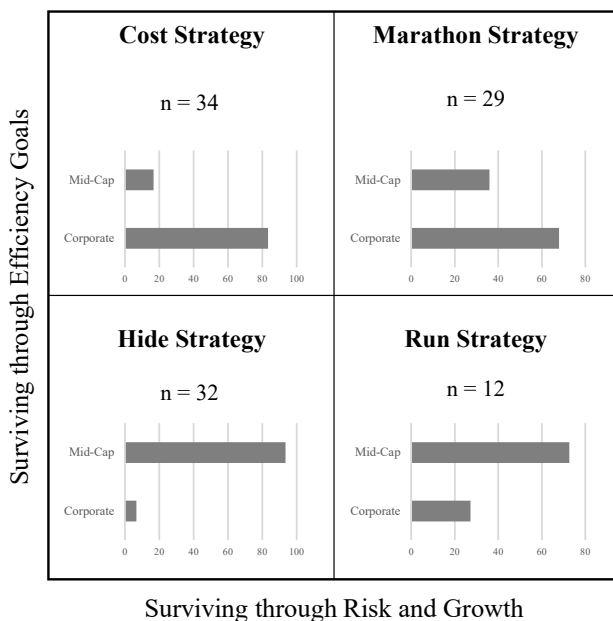 Surviving through Efficiency Goals
Cost Strategy
n = 34
Mid-Cap
Corporate
0 20 40 60 80 100
Marathon Strategy
n = 29
Mid-Cap
Corporate
0 20 40 60 80
Hide Strategy
n = 32
Mid-Cap
Corporate
0 20 40 60 80 100
Run Strategy
n = 12
Mid-Cap
Corporate
0 20 40 60 80
Surviving through Risk and Growth